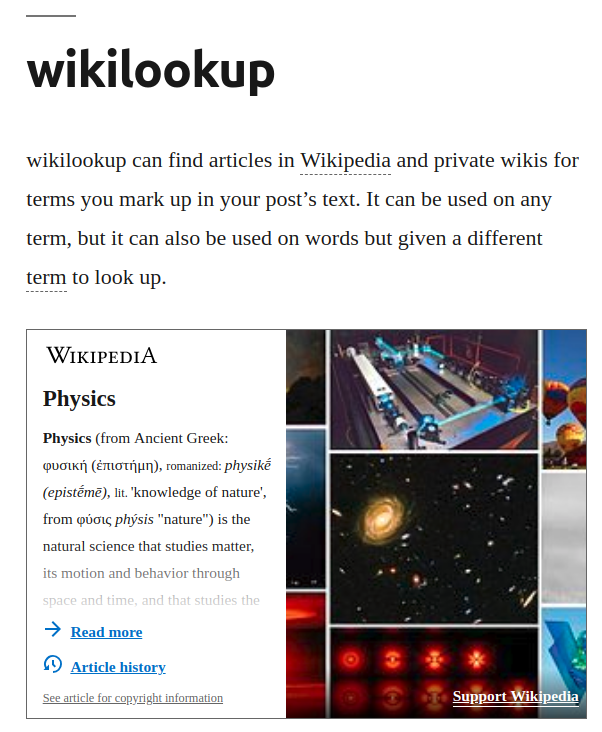 wikilookup
wikilookup can find articles in Wikipedia and private wikis for
terms you mark up in your post’s text. It can be used on any
term, but it can also be used on words but given a different
term to look up.
WIKIPEDIA
Physics
Physics (from Ancient Greek:
φυσική (ἐπιστήμη), romanized: physikḗ
(epistḗmē), lit. 'knowledge of nature',
from φύσις phýsis "nature") is the
natural science that studies matter,
its motion and behavior through
space and time, and that studies the
Read more
Article history
See article for copyright information
Support Wikipedia